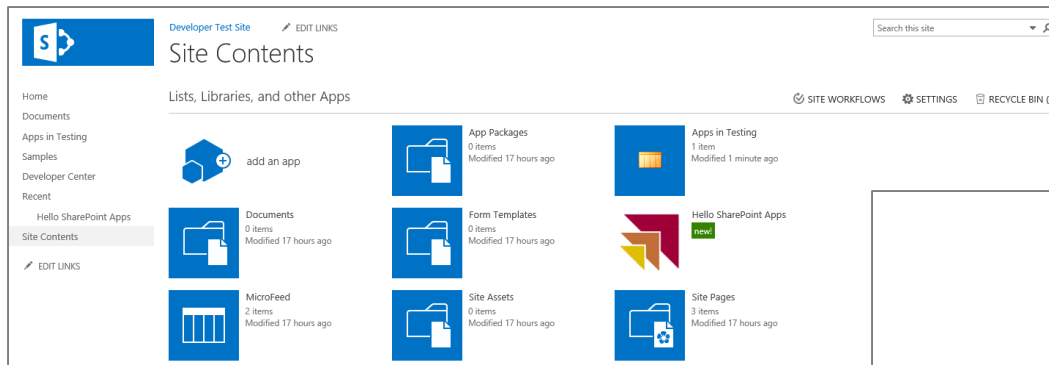 Developer Test Site EDIT LINKS
Search this site
Site Contents
Home
Documents
Apps in Testing
Samples
Developer Center
Recent
Hello SharePoint Apps
Site Contents
EDIT LINKS
Lists, Libraries, and other Apps
SITE WORKFLOWS SETTINGS RECYCLE BIN (
add an app
App Packages
0 items
Modified 17 hours ago
Apps in Testing
1 item
Modified 1 minute ago
Documents
0 items
Modified 17 hours ago
Form Templates
0 items
Modified 17 hours ago
Hello SharePoint Apps
new!
MicroFeed
2 items
Modified 17 hours ago
Site Assets
0 items
Modified 17 hours ago
Site Pages
3 items
Modified 17 hours ago